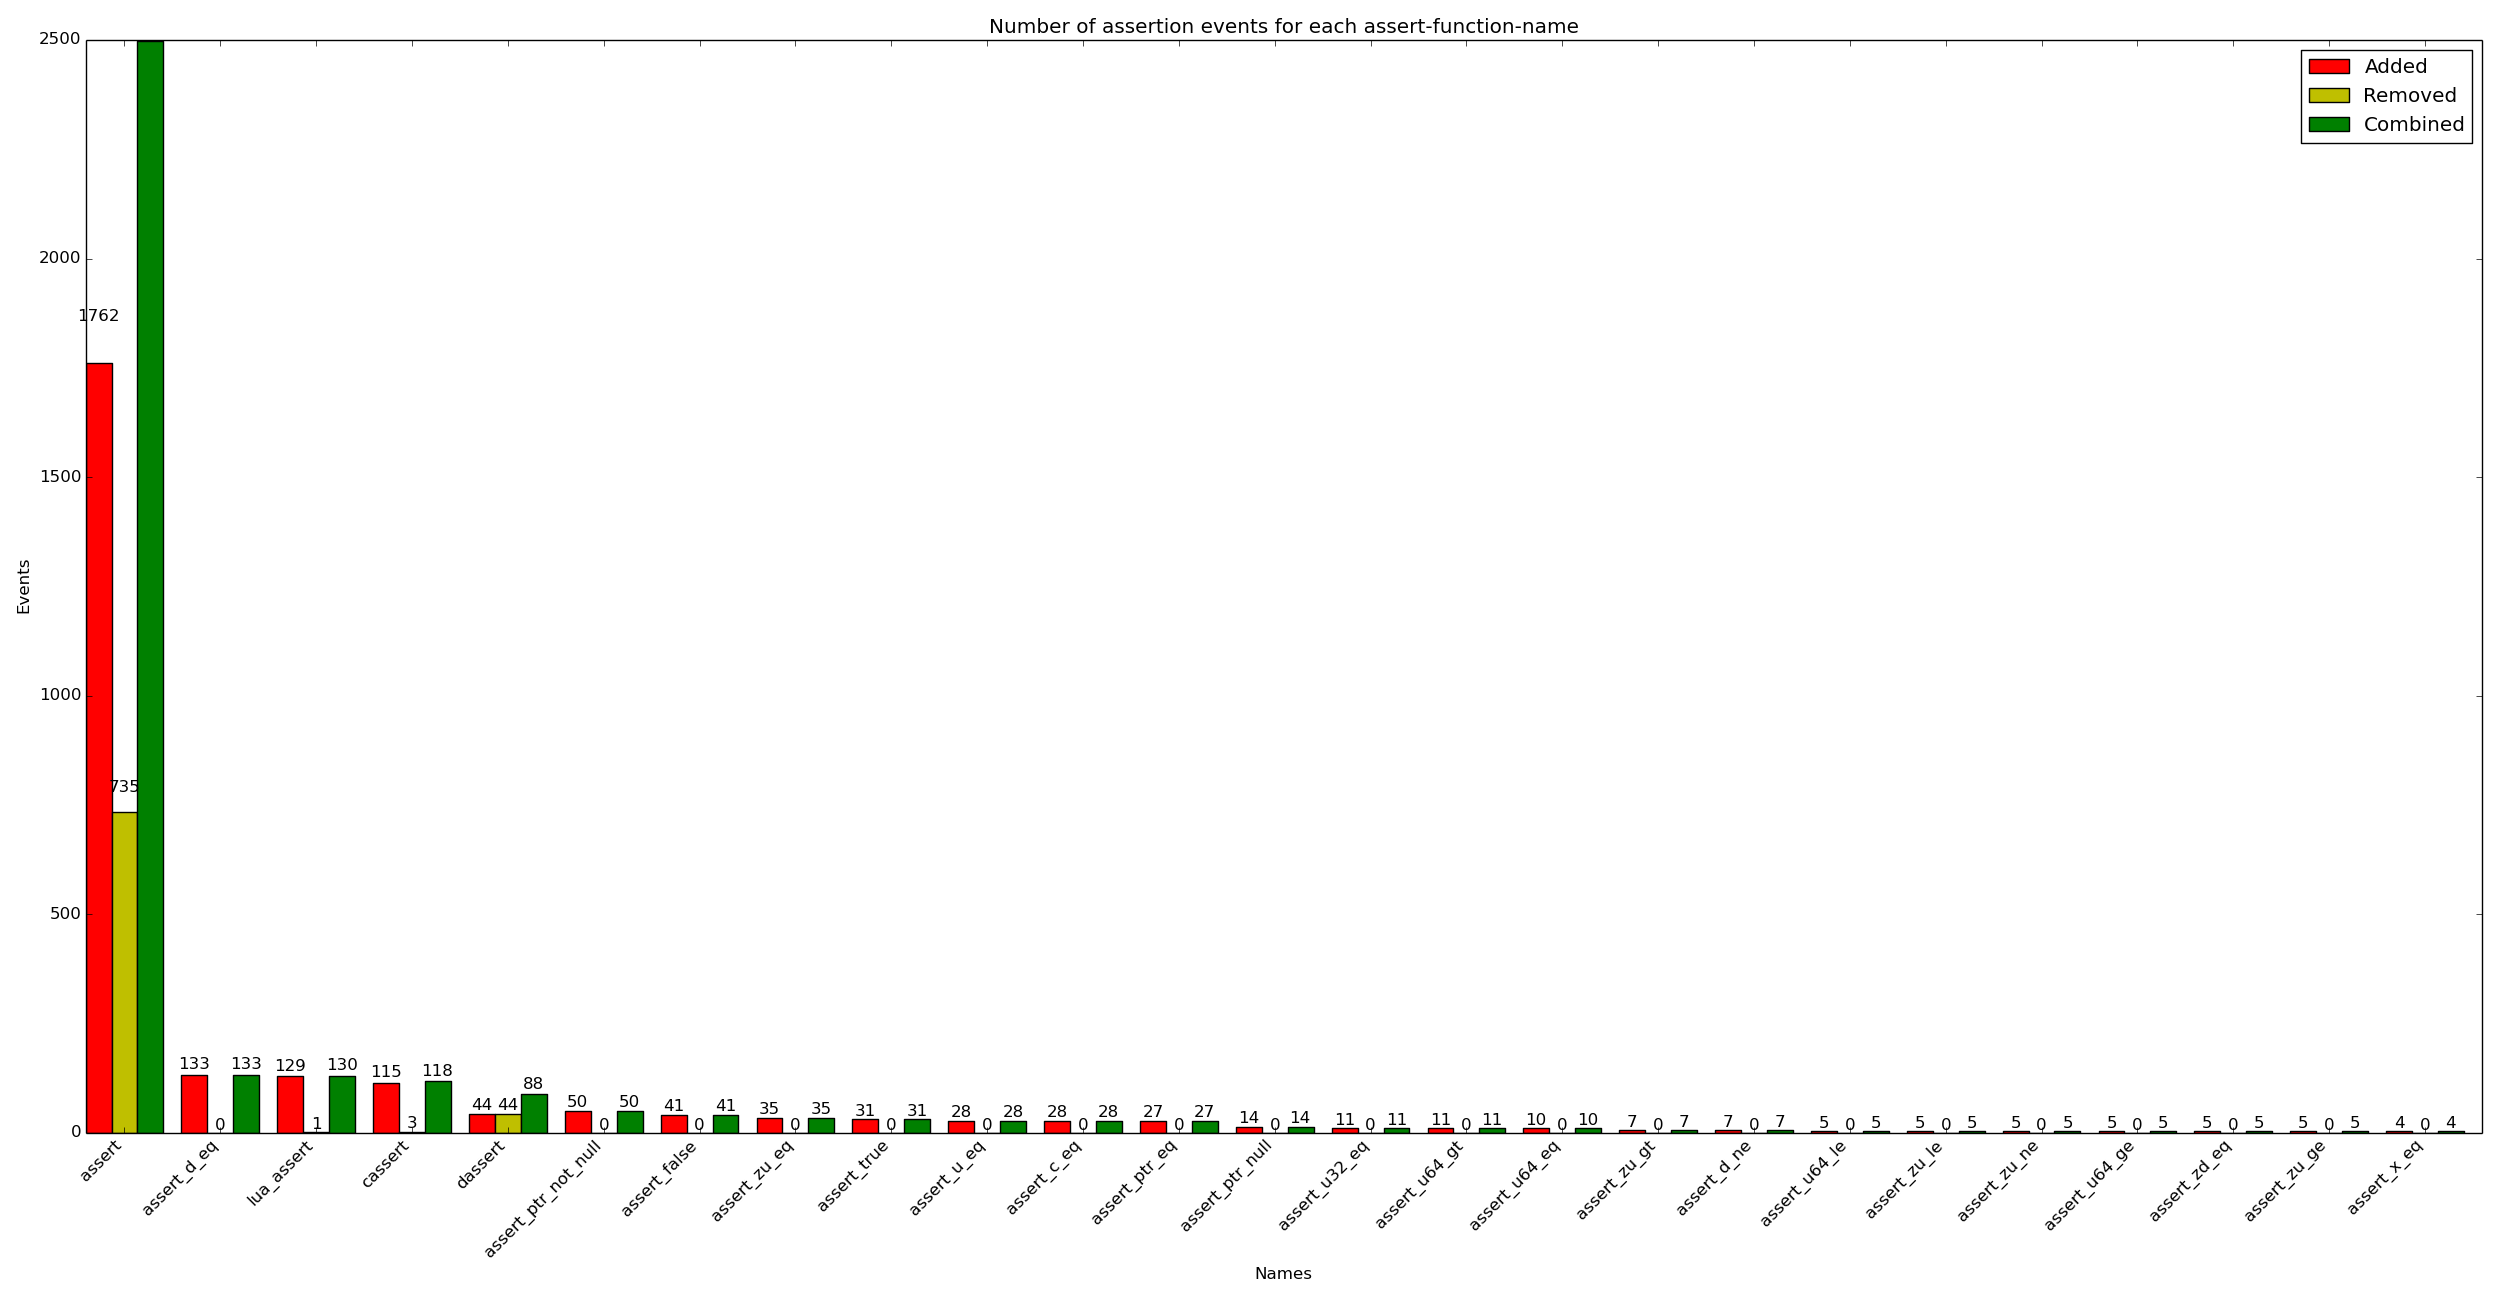 Number of assertion events for each assert-function-name
Added
Removed
Combined
2500
2000
1500
1000
500
0
Events
1762
735
133 0 133
129 1 130
115 3 118
44 44 88
50 0 50
41 0 41
35 0 35
31 0 31
28 0 28
28 0 28
27 0 27
14 0 14
11 0 11
11 0 11
10 0 10
7 0 7
7 0 7
5 0 5
5 0 5
5 0 5
5 0 5
5 0 5
5 0 5
4 0 4
assert
assert_d_eq
lua_assert
cassert
dassert
assert_ptr_not_null
assert_false
assert_zu_eq
assert_true
assert_u_eq
assert_c_eq
assert_ptr_eq
assert_ptr_null
assert_u32_eq
assert_u64_gt
assert_u64_eq
assert_zu_gt
assert_d_ne
assert_u64_le
assert_zu_le
assert_zu_ne
assert_u64_ge
assert_zd_eq
assert_zu_ge
assert_x_eq
Names